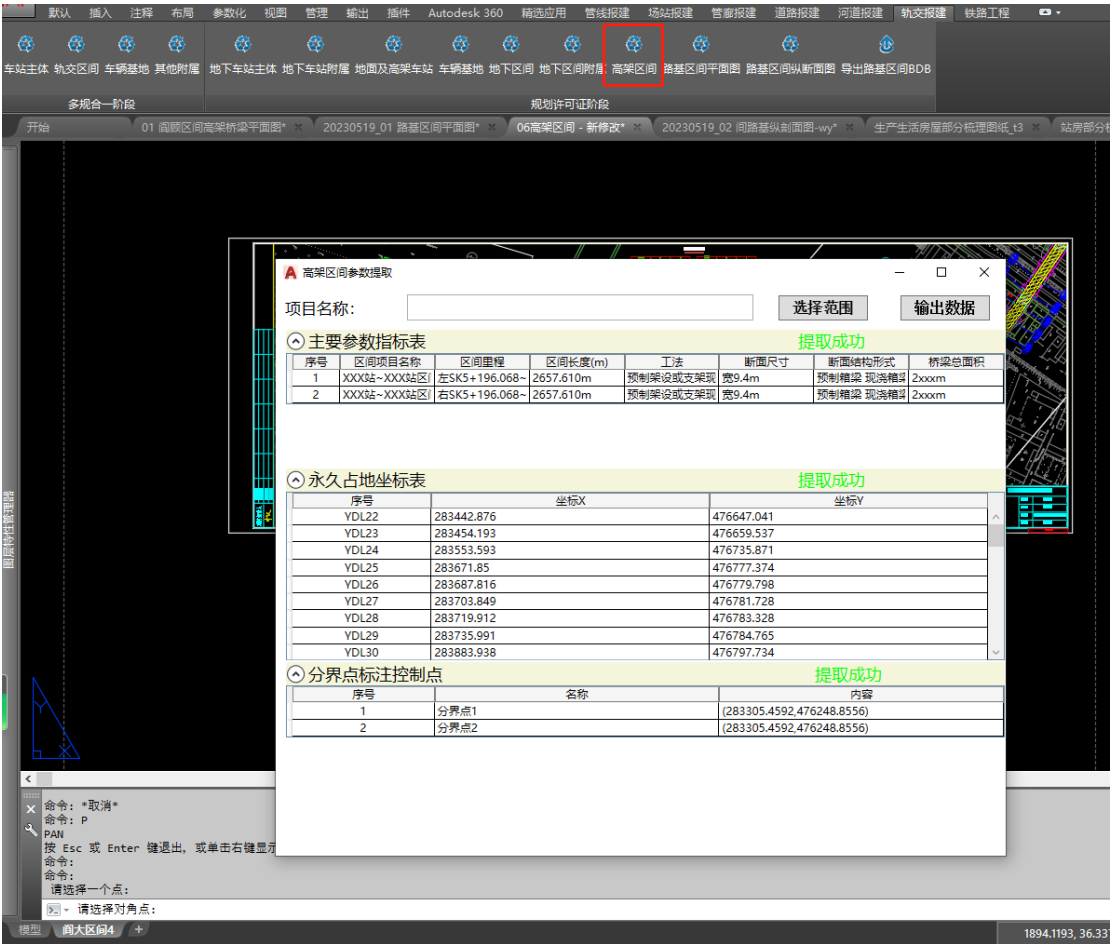 默认 插入 注释 布局 参数化 视图 管理 输出 插件 Autodesk 360 精选应用 管线报建 场站报建 管廊报建 道路报建 河道报建 轨交报建 铁路工程
车站主体 轨交区间 车辆基地 其他附属 地下车站主体 地下车站附属 地面及高架车站 车辆基地 地下区间 地下区间附属 高架区间 路基区间平面图 路基区间纵断面图 导出路基区间BDB
多规合一阶段 规划许可证阶段
开始 01 阎顾区间高架桥梁平面图* 20230519_01 路基区间平面图* 06高架区间 - 新修改* 20230519_02 间路基纵剖面图-wy* 生产生活房屋部分梳理图纸_t3 站房部分
图层特性管理器
高架区间参数提取
项目名称: 选择范围 输出数据
主要参数指标表 提取成功
序号 区间项目名称 区间里程 区间长度(m) 工法 断面尺寸 断面结构形式 桥梁总面积
1 XXX站~XXX站区 左SK5+196.068~ 2657.610m 预制架设或支架现 宽9.4m 预制箱梁 现浇箱梁 2xxxm
2 XXX站~XXX站区 右SK5+196.068~ 2657.610m 预制架设或支架现 宽9.4m 预制箱梁 现浇箱梁 2xxxm
永久占地坐标表 提取成功
序号 坐标X 坐标Y
YDL22 283442.876 476647.041
YDL23 283454.193 476659.537
YDL24 283553.593 476735.871
YDL25 283671.85 476777.374
YDL26 283687.816 476779.798
YDL27 283703.849 476781.728
YDL28 283719.912 476783.328
YDL29 283735.991 476784.765
YDL30 283883.938 476797.734
分界点标注控制点 提取成功
序号 名称 内容
1 分界点1 (283305.4592,476248.8556)
2 分界点2 (283305.4592,476248.8556)
Y
X
命令: *取消*
命令: P
PAN
按 Esc 或 Enter 键退出, 或单击右键显示
命令:
命令:
请选择一个点:
请选择对角点:
模型 阎大区间4 +
1894.1193, 36.337